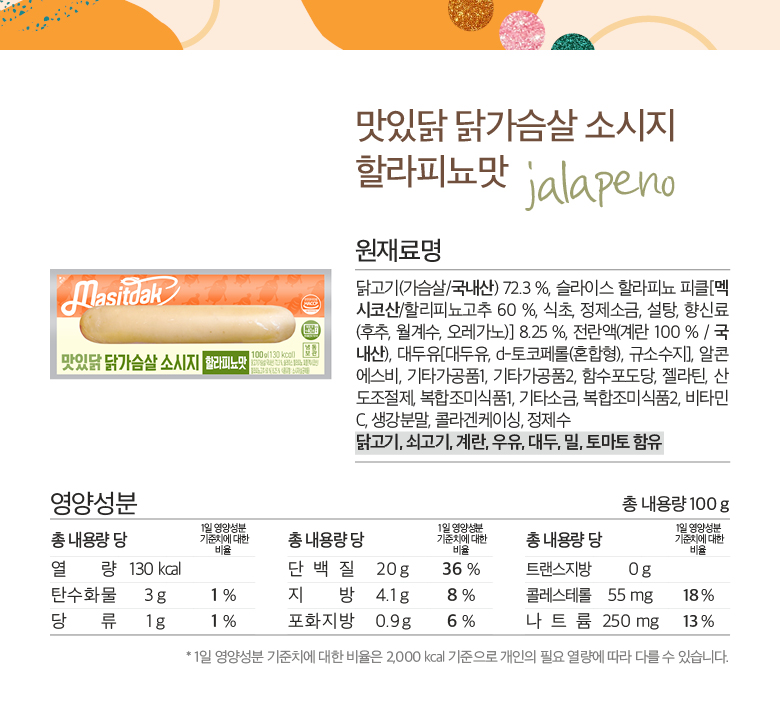 맛있닭 닭가슴살 소시지
할라피뇨맛 jalapeno
원재료명
닭고기(가슴살/국내산) 72.3 %, 슬라이스 할라피뇨 피클[멕
시코산/할리피뇨고추 60 %, 식초, 정제소금, 설탕, 향신료
(후추, 월계수, 오레가노)] 8.25 %, 전란액(계란 100 % / 국
내산), 대두유[대두유, d-토코페롤(혼합형), 규소수지], 알콘
에스비, 기타가공품1, 기타가공품2, 함수포도당, 젤라틴, 산
도조절제, 복합조미식품1, 기타소금, 복합조미식품2, 비타민
C, 생강분말, 콜라겐케이싱, 정제수
닭고기, 쇠고기, 계란, 우유, 대두, 밀, 토마토 함유
Masitdak
HACCP
맛있닭 닭가슴살 소시지 할라피뇨맛 100g(130 kcal)
냉동
보관
영양성분
총 내용량 100 g
총 내용량 당 1일 영양성분 기준치에 대한 비율 총 내용량 당 1일 영양성분 기준치에 대한 비율 총 내용량 당 1일 영양성분 기준치에 대한 비율
열 량 130 kcal 단 백 질 20 g 36 % 트랜스지방 0 g
탄수화물 3 g 1 % 지 방 4.1 g 8 % 콜레스테롤 55 mg 18 %
당 류 1 g 1 % 포화지방 0.9 g 6 % 나 트 륨 250 mg 13 %
* 1일 영양성분 기준치에 대한 비율은 2,000 kcal 기준으로 개인의 필요 열량에 따라 다를 수 있습니다.